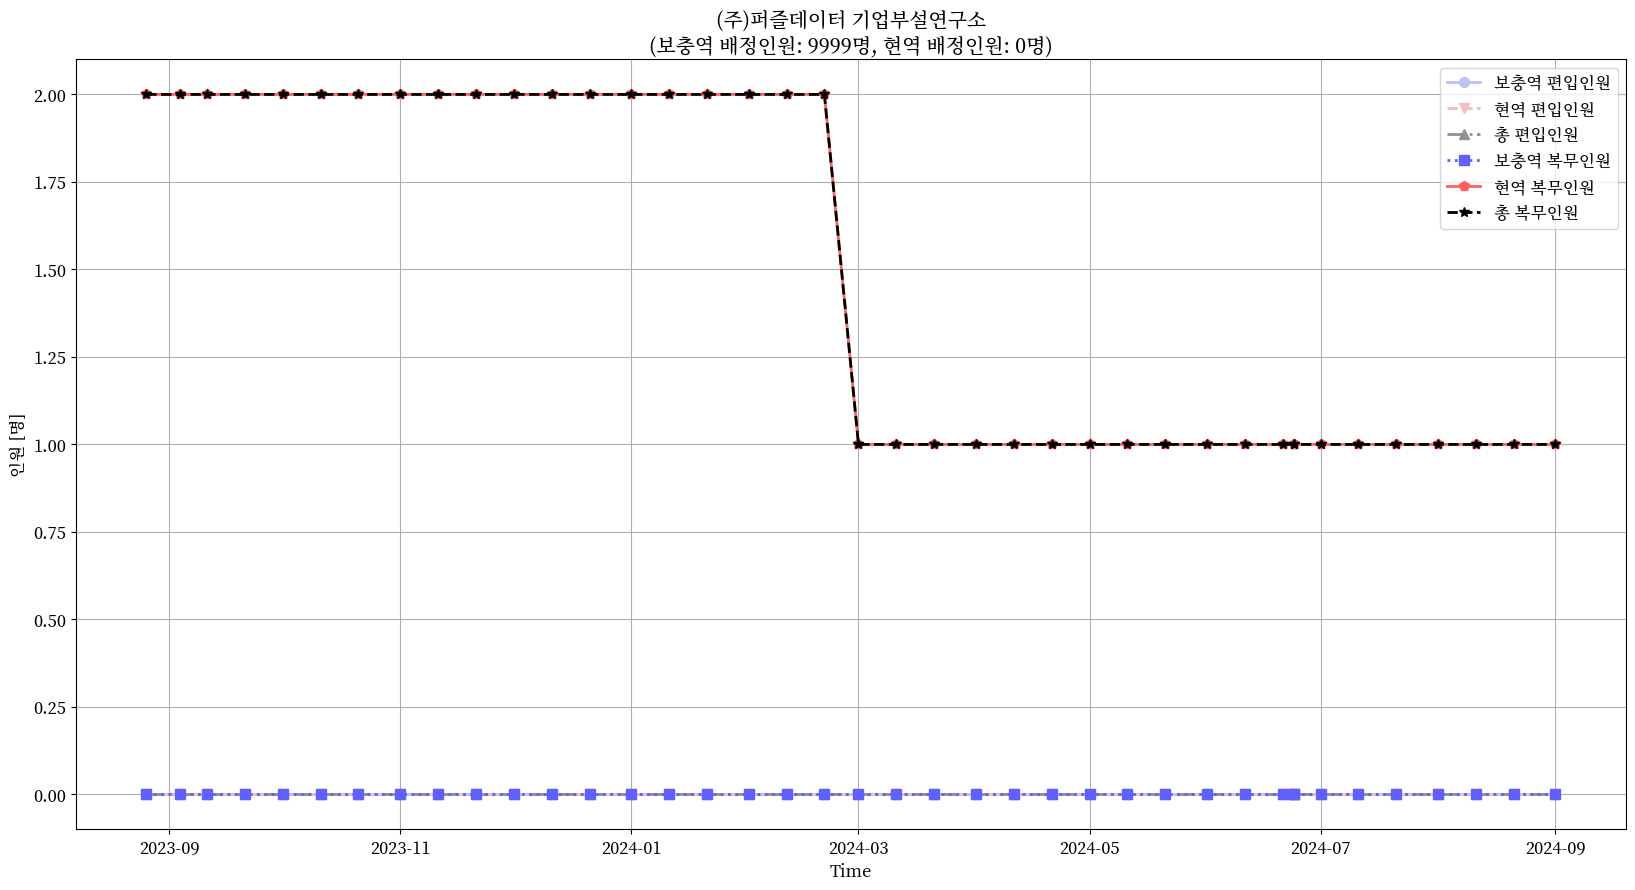 (주)퍼즐데이터 기업부설연구소
(보충역 배정인원: 9999명, 현역 배정인원: 0명)
보충역 편입인원
현역 편입인원
총 편입인원
보충역 복무인원
현역 복무인원
총 복무인원
인원 [명]
2.00
1.75
1.50
1.25
1.00
0.75
0.50
0.25
0.00
2023-09
2023-11
2024-01
2024-03
2024-05
2024-07
2024-09
Time